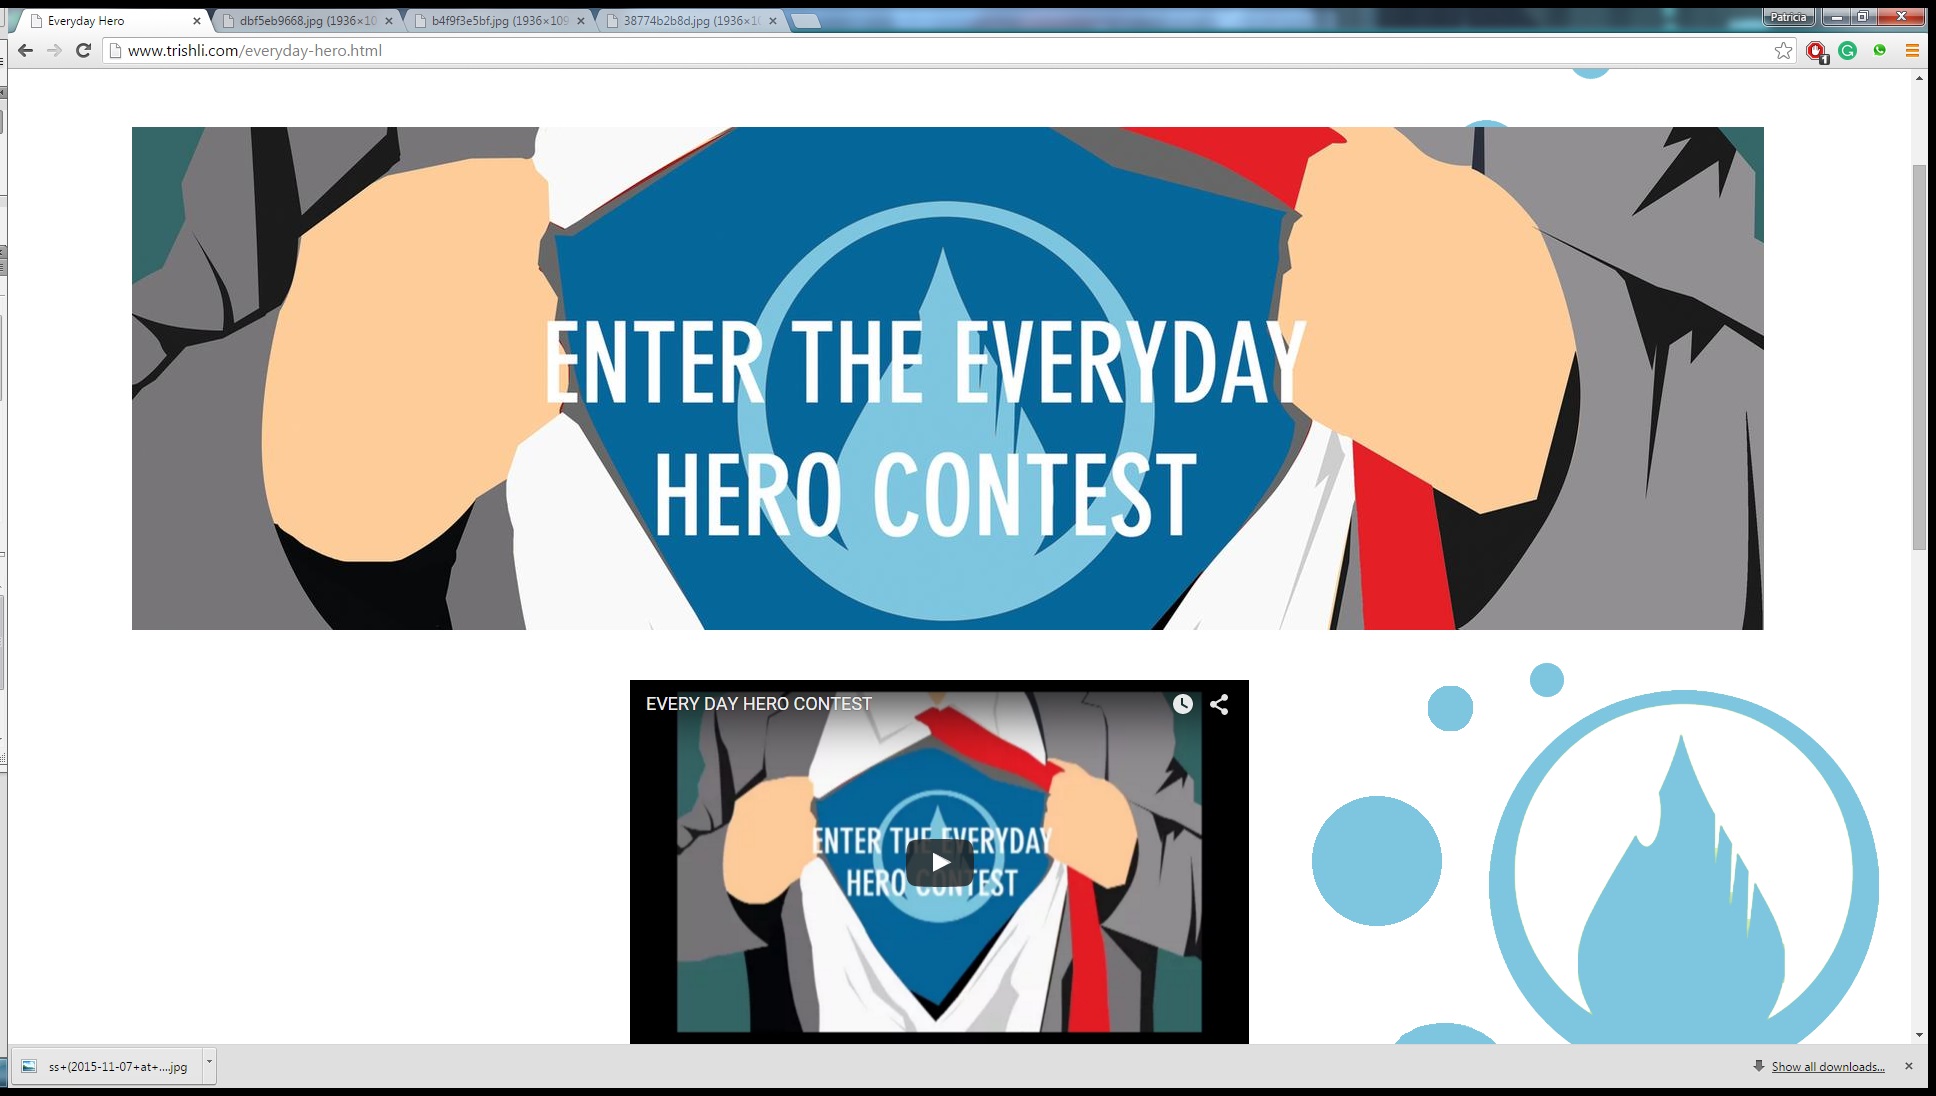 Everyday Hero
dbf5eb9668.jpg (1936×10
b4f9f3e5bf.jpg (1936×109
38774b2b8d.jpg (1936×10
Patricia
www.trishli.com/everyday-hero.html
1
ENTER THE EVERYDAY
HERO CONTEST
EVERY DAY HERO CONTEST
ENTER THE EVERYDAY
HERO CONTEST
ss+(2015-11-07+at+....jpg
Show all downloads...